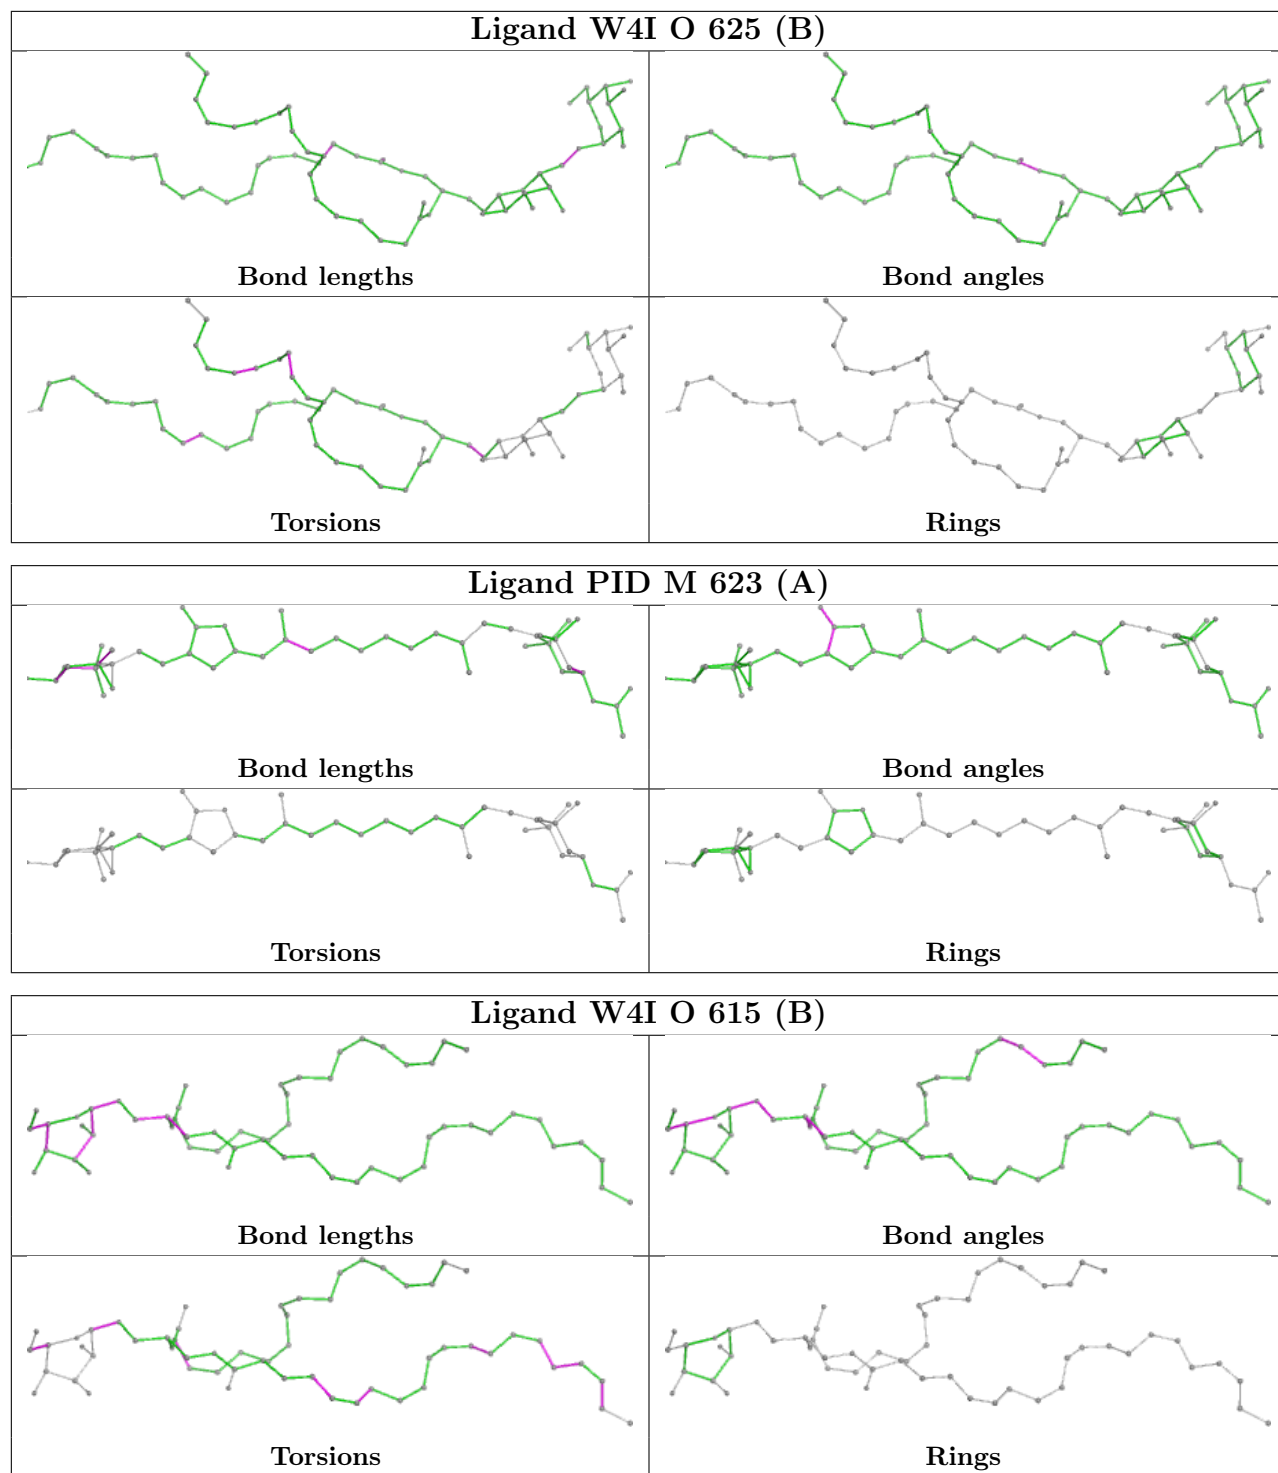 Ligand W4I O 625 (B)
Bond lengths
Bond angles
Torsions
Rings
Ligand PID M 623 (A)
Bond lengths
Bond angles
Torsions
Rings
Ligand W4I O 615 (B)
Bond lengths
Bond angles
Torsions
Rings